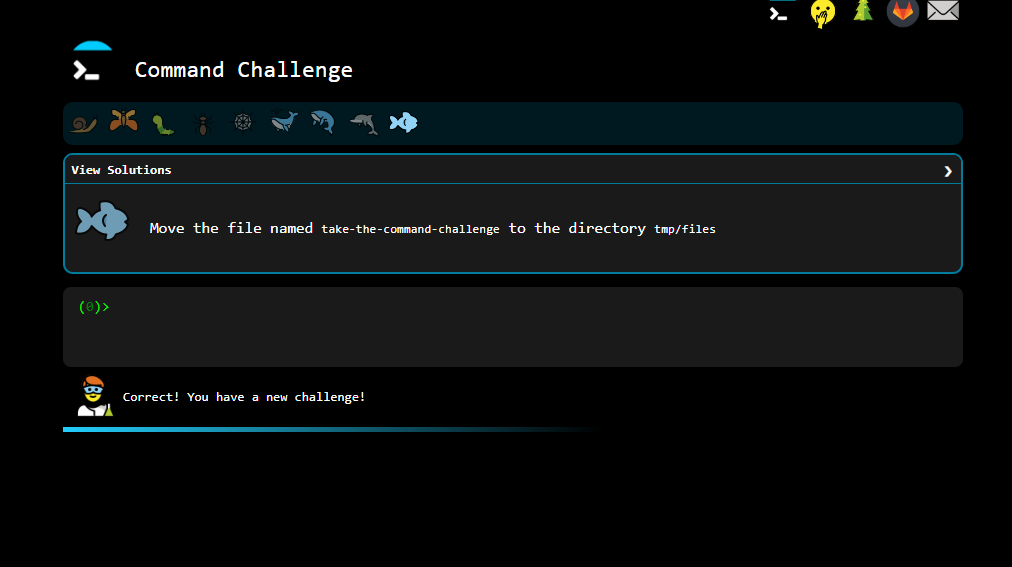 Command Challenge
View Solutions
Move the file named take-the-command-challenge to the directory tmp/files
(0)>
Correct! You have a new challenge!